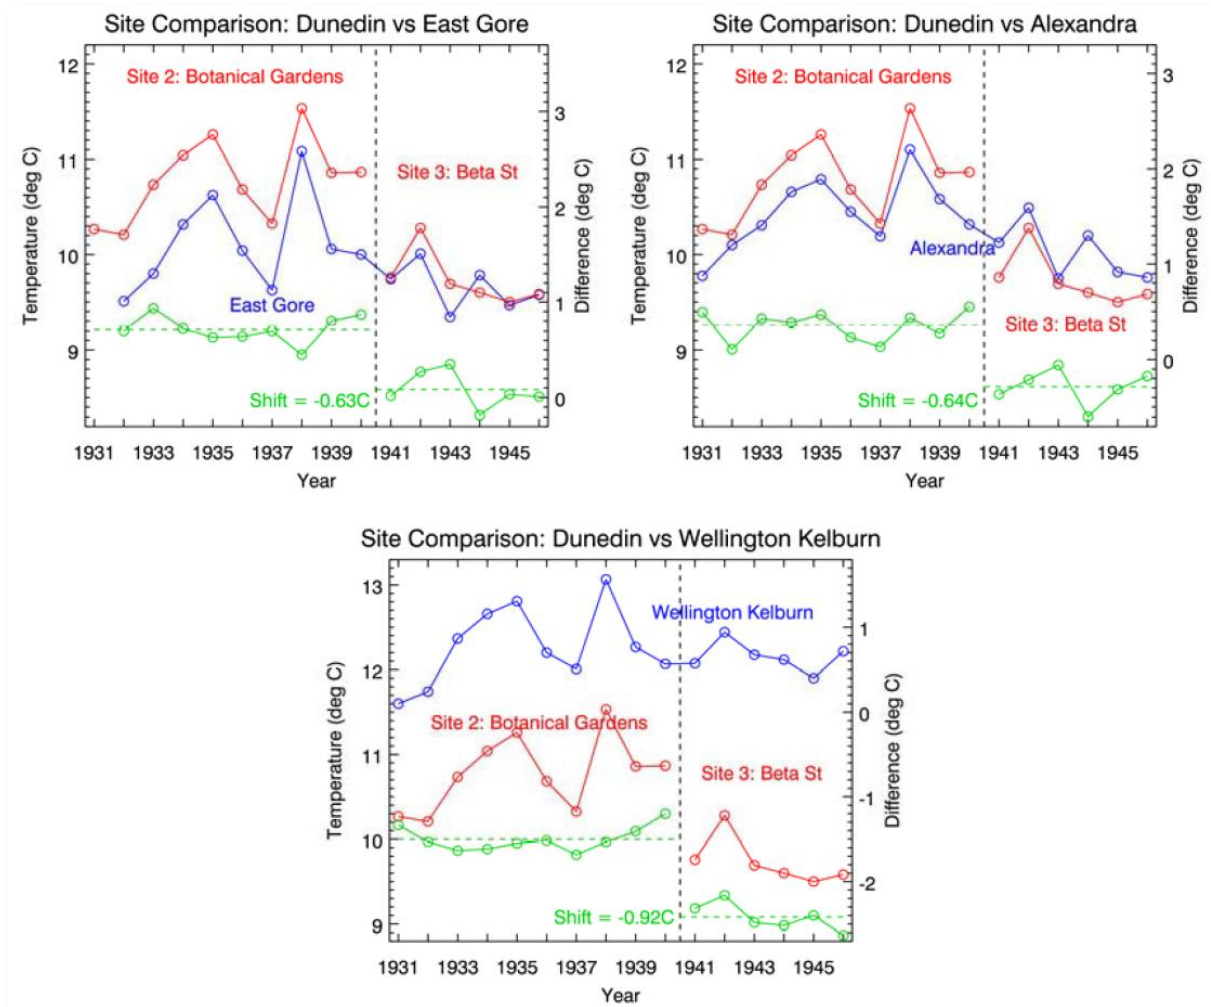 Site Comparison: Dunedin vs East Gore
Site 2: Botanical Gardens
Site 3: Beta St
East Gore
Shift = -0.63C
12
11
10
9
Temperature (deg C)
3
2
1
0
Difference (deg C)
1931 1933 1935 1937 1939 1941 1943 1945
Year
Site Comparison: Dunedin vs Alexandra
Site 2: Botanical Gardens
Alexandra
Site 3: Beta St
Shift = -0.64C
12
11
10
9
Temperature (deg C)
3
2
1
0
Difference (deg C)
1931 1933 1935 1937 1939 1941 1943 1945
Year
Site Comparison: Dunedin vs Wellington Kelburn
Wellington Kelburn
Site 2: Botanical Gardens
Site 3: Beta St
Shift = -0.92C
13
12
11
10
9
Temperature (deg C)
1
0
-1
-2
Difference (deg C)
1931 1933 1935 1937 1939 1941 1943 1945
Year